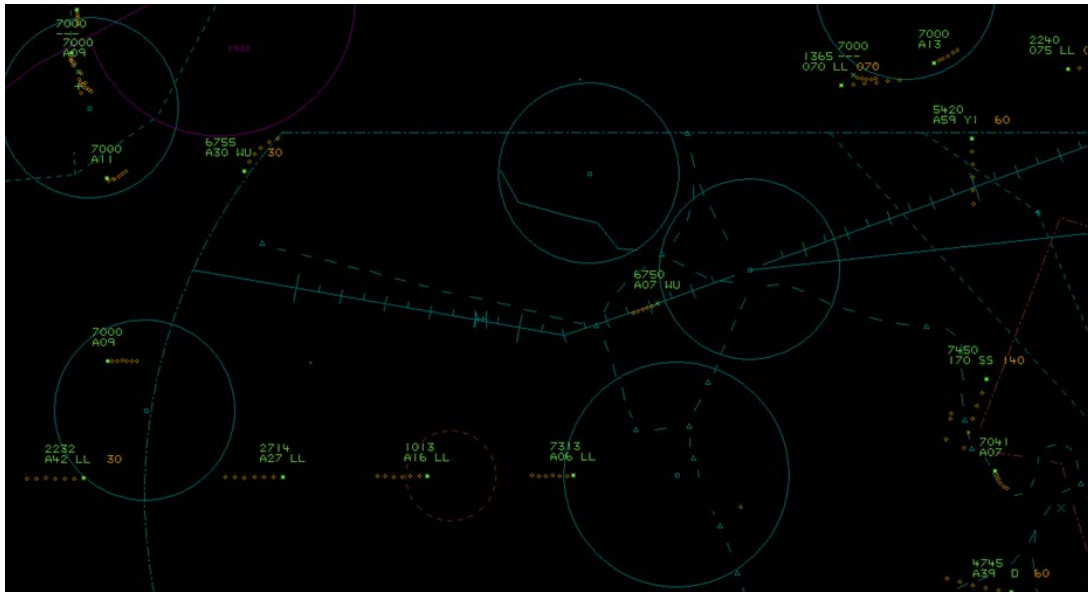 7000
---
7000
A09
7000
---
7000
A13
2240
075 LL
1365
070 LL 070
5420
A59 YI 60
6755
A30 WU 30
7000
A11
6750
A07 WU
7000
A09
7450
170 SS 140
7041
A07
2232
A42 LL 30
2714
A27 LL
1013
A16 LL
7313
A06 LL
4745
A39 D 60